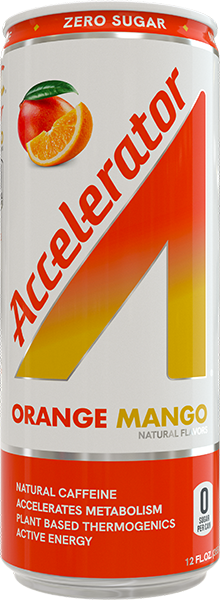 ZERO SUGAR
Accelerator
ORANGE MANGO
NATURAL FLAVORS
NATURAL CAFFEINE
ACCELERATES METABOLISM
PLANT BASED THERMOGENICS
ACTIVE ENERGY
0
SUGAR
PER CAN
12 FL.OZ.